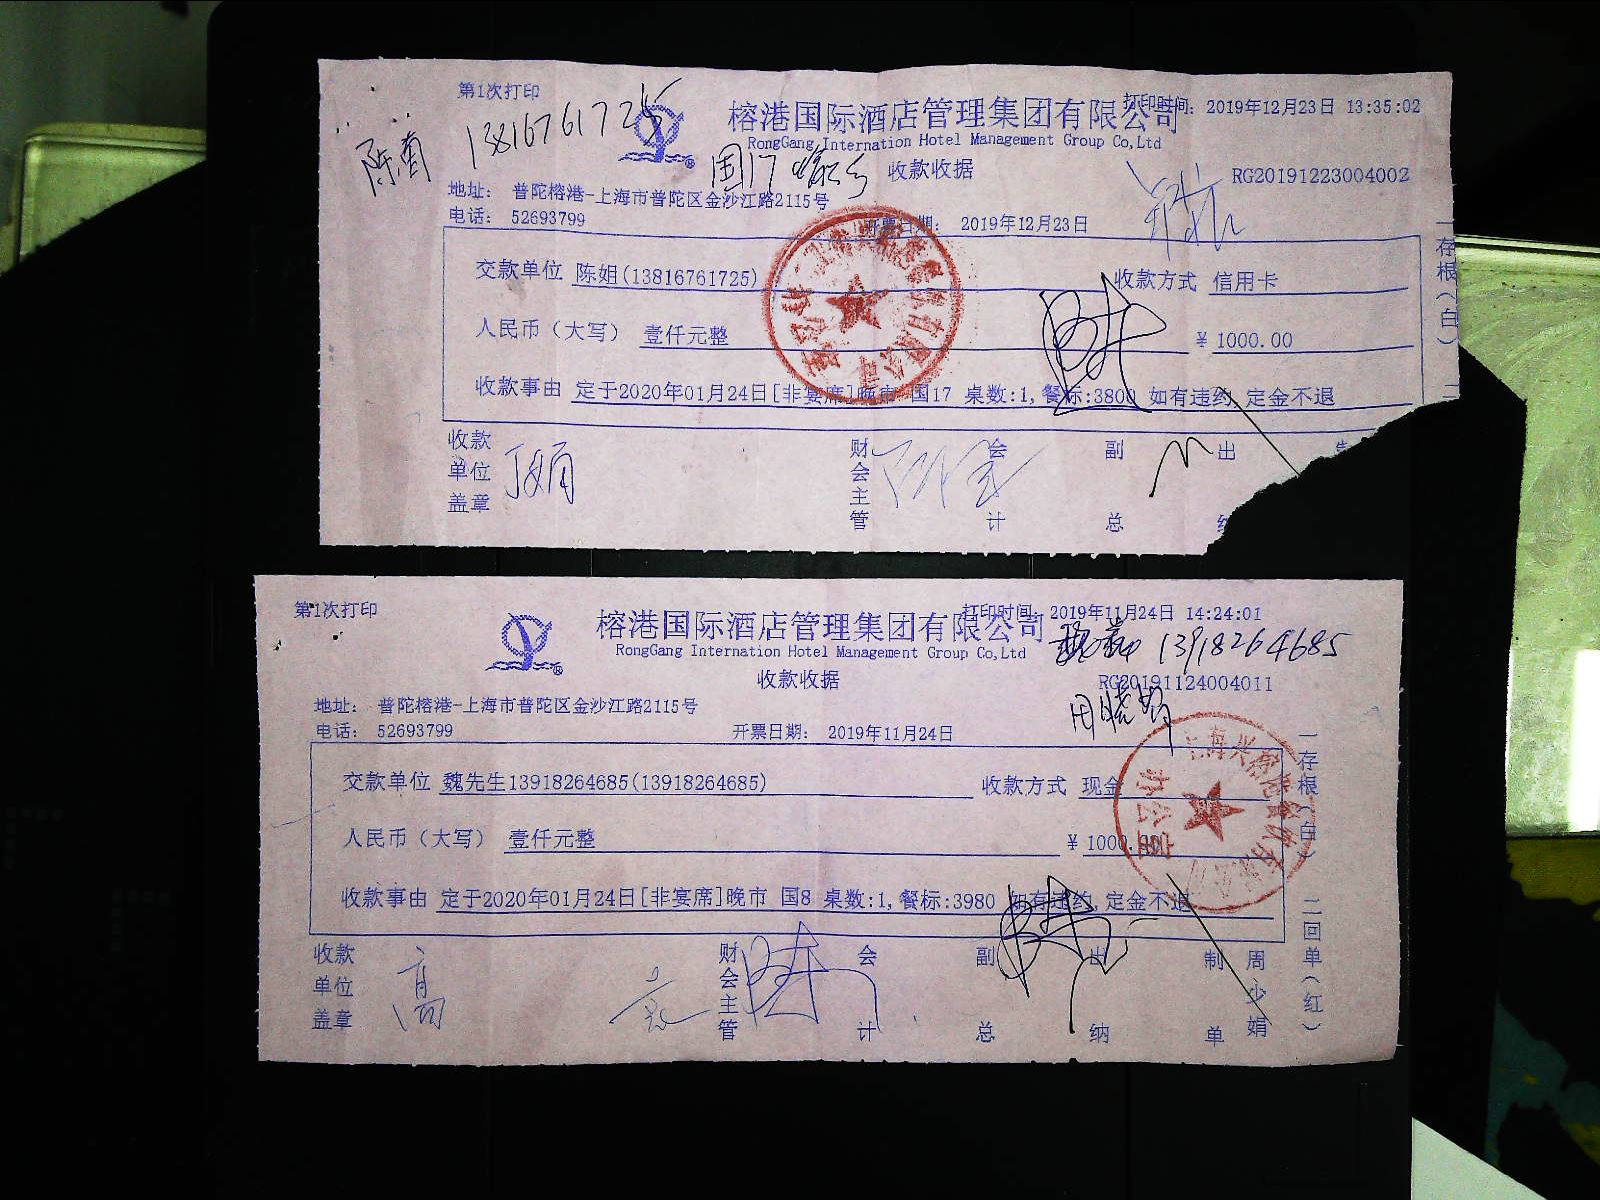 第1次打印
打印时间: 2019年12月23日 13:35:02
榕港国际酒店管理集团有限公司
RongGang Internation Hotel Management Group Co,Ltd
13816761725
收款收据
RG20191223004002
地址: 普陀榕港-上海市普陀区金沙江路2115号
电话: 52693799
开票日期: 2019年12月23日
交款单位 陈姐(13816761725)
收款方式 信用卡
人民币（大写） 壹仟元整
¥ 1000.00
收款事由 定于2020年01月24日[非宴席]晚市 国17 桌数:1,餐标:3800 如有违约,定金不退
一存根（白）
二
收款单位盖章
财会主管
会计
副总
出纳
制
第1次打印
打印时间: 2019年11月24日 14:24:01
榕港国际酒店管理集团有限公司
RongGang Internation Hotel Management Group Co,Ltd
13918264685
收款收据
RG20191124004011
地址: 普陀榕港-上海市普陀区金沙江路2115号
电话: 52693799
开票日期: 2019年11月24日
交款单位 魏先生13918264685(13918264685)
收款方式 现金
人民币（大写） 壹仟元整
¥ 1000.00
收款事由 定于2020年01月24日[非宴席]晚市 国8 桌数:1,餐标:3980 如有违约,定金不退
一存根（白）
二回单（红）
收款单位盖章
高
财会主管
会计
副总
出纳
制单
周少娟